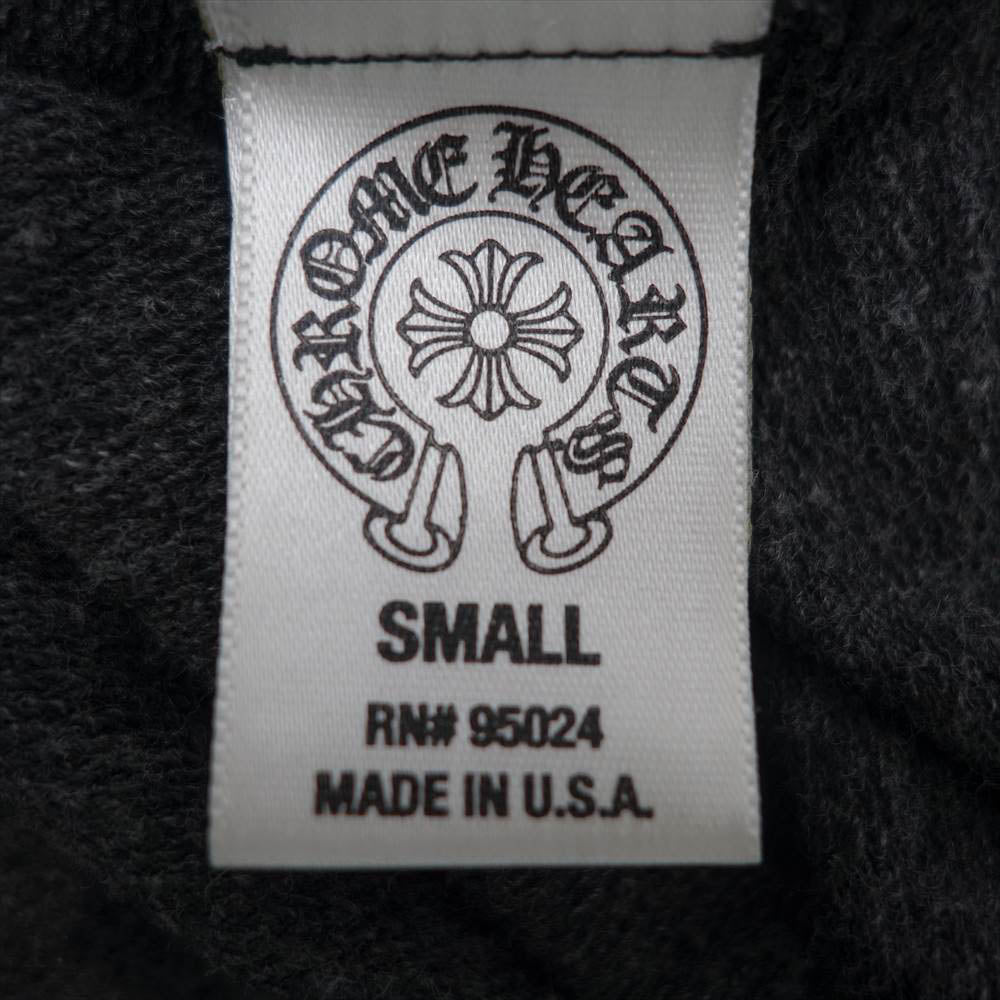 CHROME HEARTS
SMALL
RN# 95024
MADE IN U.S.A.